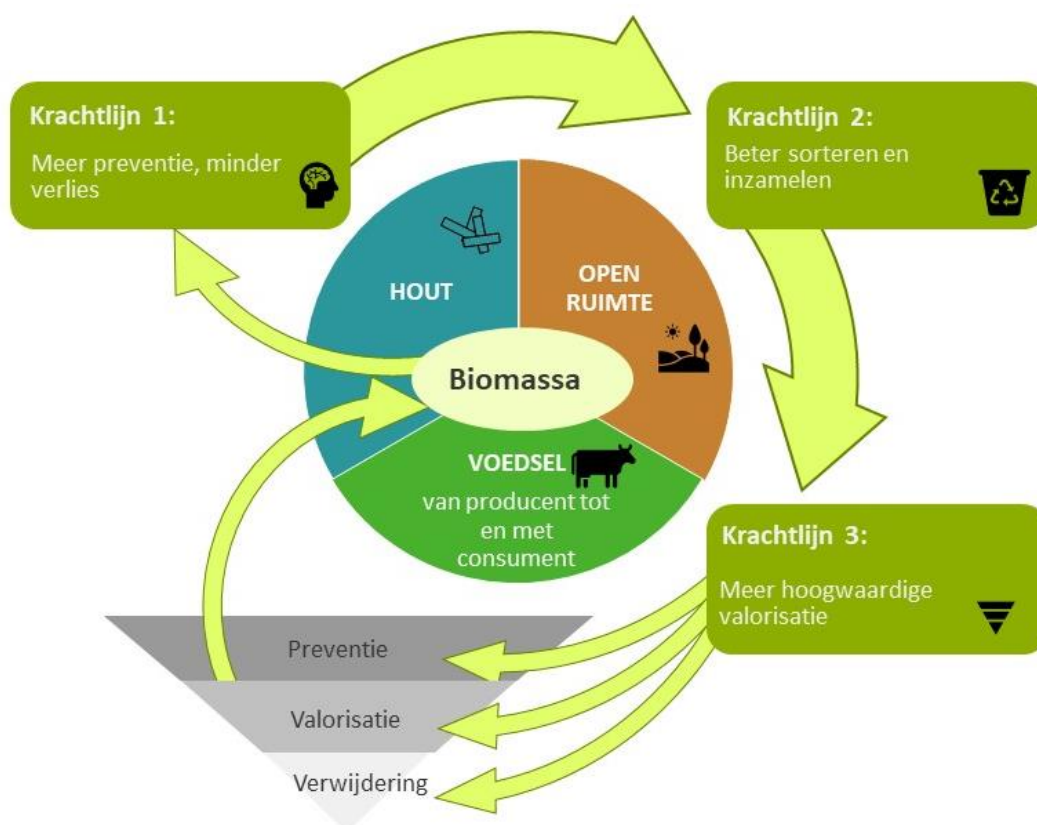 Krachtlijn 1:
Meer preventie, minder
verlies
Krachtlijn 2:
Beter sorteren en
inzamelen
HOUT
OPEN
RUIMTE
Biomassa
VOEDSEL
van producent tot
en met
consument
Krachtlijn 3:
Meer hoogwaardige
valorisatie
Preventie
Valorisatie
Verwijdering